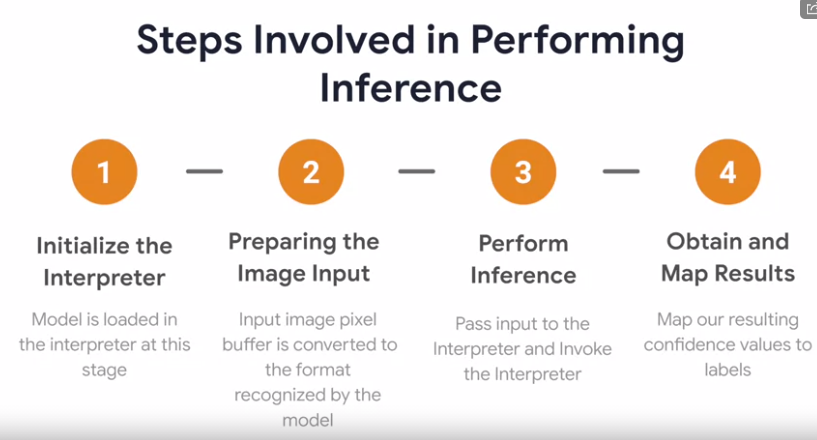 Steps Involved in Performing
Inference
1
2
3
4
Initialize the
Interpreter
Model is loaded in
the interpreter at this
stage
Preparing the
Image Input
Input image pixel
buffer is converted to
the format
recognized by the
model
Perform
Inference
Pass input to the
Interpreter and Invoke
the Interpreter
Obtain and
Map Results
Map our resulting
confidence values to
labels